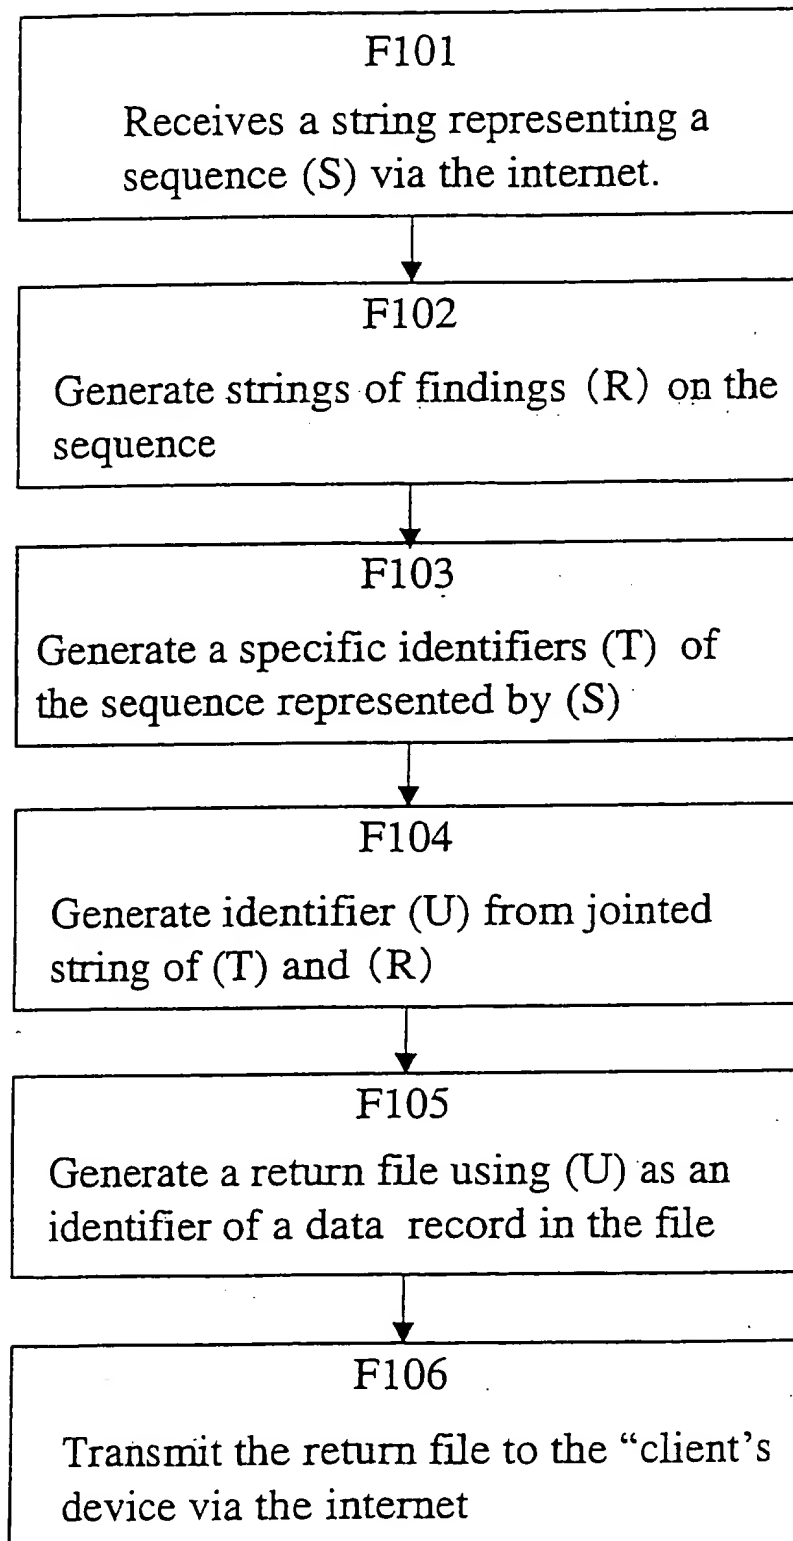 F101
Receives a string representing a
sequence (S) via the internet.
F102
Generate strings of findings (R) on the
sequence
F103
Generate a specific identifiers (T) of
the sequence represented by (S)
F104
Generate identifier (U) from jointed
string of (T) and (R)
F105
Generate a return file using (U) as an
identifier of a data record in the file
F106
Transmit the return file to the “client's
device via the internet